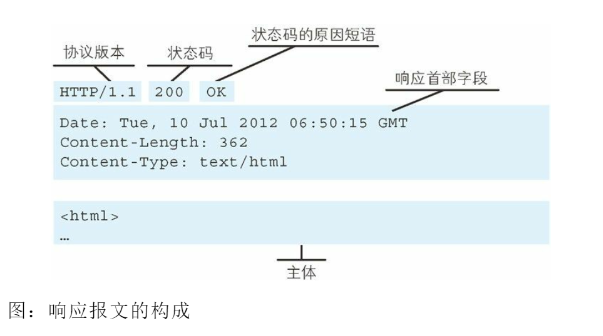 状态码的原因短语
协议版本 状态码
响应首部字段
HTTP/1.1 200 OK
Date: Tue, 10 Jul 2012 06:50:15 GMT
Content-Length: 362
Content-Type: text/html
<html>
…
主体
图：响应报文的构成